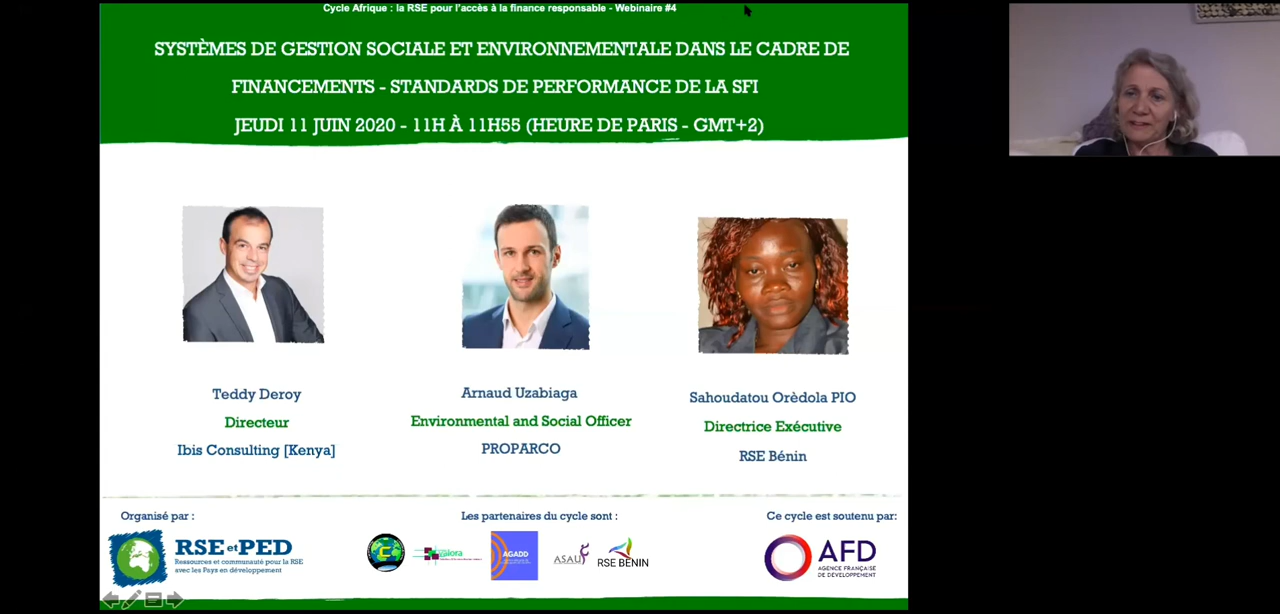 Cycle Afrique : la RSE pour l'accès à la finance responsable - Webinaire #4
SYSTÈMES DE GESTION SOCIALE ET ENVIRONNEMENTALE DANS LE CADRE DE
FINANCEMENTS - STANDARDS DE PERFORMANCE DE LA SFI
JEUDI 11 JUIN 2020 - 11H À 11H55 (HEURE DE PARIS - GMT+2)
Teddy Deroy
Directeur
Ibis Consulting [Kenya]
Arnaud Uzabiaga
Environmental and Social Officer
PROPARCO
Sahoudatou Orèdola PIO
Directrice Exécutive
RSE Bénin
Organisé par :
RSE et PED
Ressources et communauté pour la RSE
avec les Pays en développement
Les partenaires du cycle sont :
AGADD
ASAU
RSE BENIN
Ce cycle est soutenu par:
AFD
AGENCE FRANÇAISE
DE DÉVELOPPEMENT